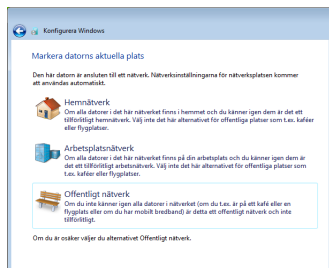 Konfigurera Windows
Markera datorns aktuella plats
Den här datorn är ansluten till ett nätverk. Nätverksinställningarna för nätverksplatsen kommer
att användas automatiskt.
Hemnätverk
Om alla datorer i det här nätverket finns i hemmet och du känner igen dem är det ett
tillförlitligt hemnätverk. Välj inte det här alternativet för offentliga platser som t.ex. kaféer
eller flygplatser.
Arbetsplatsnätverk
Om alla datorer i det här nätverket finns på din arbetsplats och du känner igen dem är
det ett tillförlitligt arbetsnätverk. Välj inte det här alternativet för offentliga platser som
t.ex. kaféer eller flygplatser.
Offentligt nätverk
Om du inte känner igen alla datorer i nätverket (om du t.ex. är på ett kafé eller en
flygplats eller om du har mobilt bredband) är detta ett offentligt nätverk och inte
tillförlitligt.
Om du är osäker väljer du alternativet Offentligt nätverk.